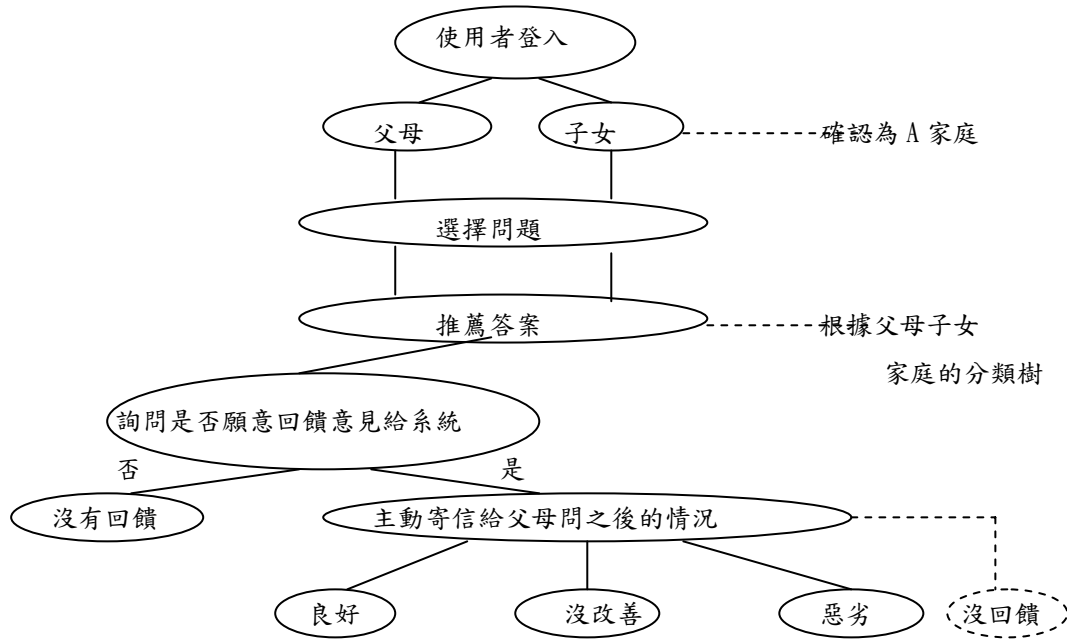 使用者登入
父母
子女
確認為 A 家庭
選擇問題
推薦答案
根據父母子女
家庭的分類樹
詢問是否願意回饋意見給系統
否
是
沒有回饋
主動寄信給父母問之後的情況
良好
沒改善
惡劣
沒回饋